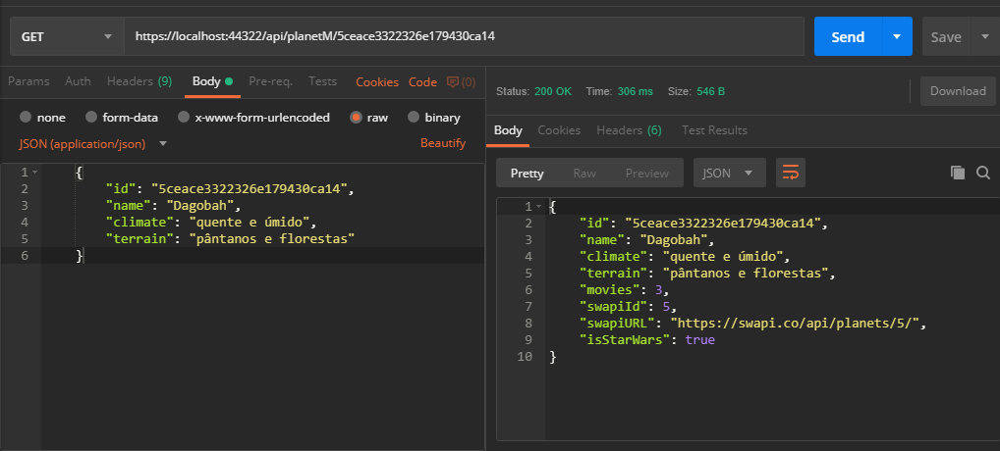 GET https://localhost:44322/api/planetM/5ceace3322326e179430ca14 Send Save
Params Auth Headers (9) Body Pre-req. Tests Cookies Code (0)
none form-data x-www-form-urlencoded raw binary
JSON (application/json) Beautify
1 {
2 "id": "5ceace3322326e179430ca14",
3 "name": "Dagobah",
4 "climate": "quente e úmido",
5 "terrain": "pântanos e florestas"
6 }
Status: 200 OK Time: 306 ms Size: 546 B Download
Body Cookies Headers (6) Test Results
Pretty Raw Preview JSON
1 {
2 "id": "5ceace3322326e179430ca14",
3 "name": "Dagobah",
4 "climate": "quente e úmido",
5 "terrain": "pântanos e florestas",
6 "movies": 3,
7 "swapiId": 5,
8 "swapiURL": "https://swapi.co/api/planets/5/",
9 "isStarWars": true
10 }